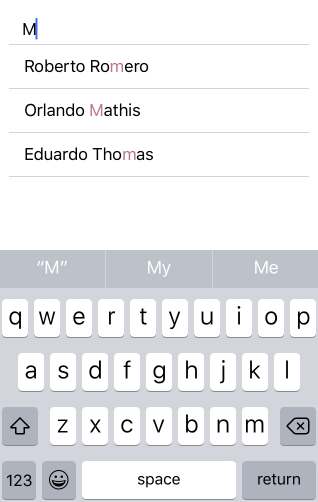 M
Roberto Romero
Orlando Mathis
Eduardo Thomas
“M” My Me
q w e r t y u i o p
a s d f g h j k l
z x c v b n m
123 space return